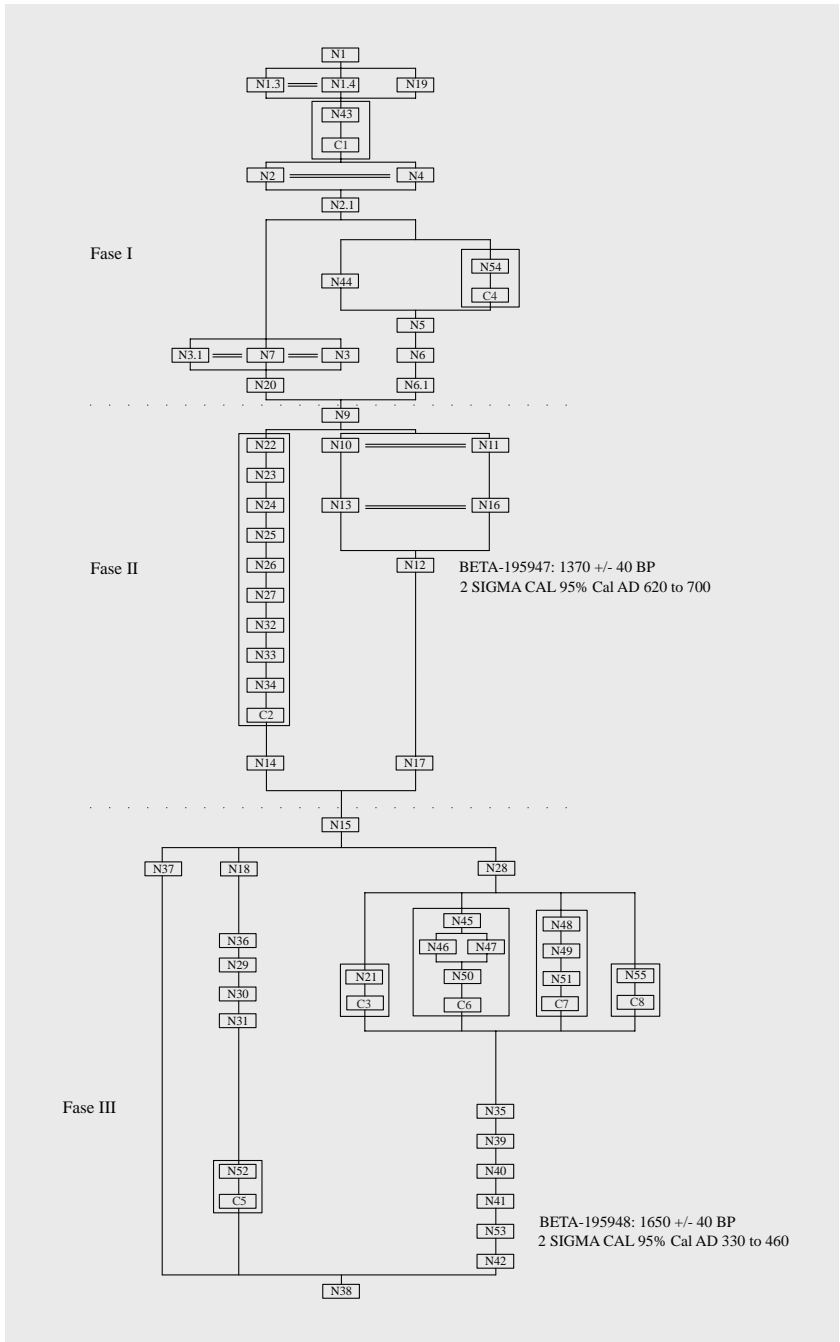 N1
N1.3 N1.4 N19
N43
C1
N2 N4
N2.1
Fase I
N54
N44
C4
N5
N3.1 N7 N3 N6
N20 N6.1
N9
N22 N10 N11
N23
N24 N13 N16
N25
Fase II
N26 N12 BETA-195947: 1370 +/- 40 BP
2 SIGMA CAL 95% Cal AD 620 to 700
N27
N32
N33
N34
C2
N14 N17
N15
N37 N18 N28
N45 N48
N36 N46 N47
N29 N49
N21 N50 N51 N55
N30
C3 C6 C7 C8
N31
Fase III
N35
N39
N52 N40
C5 N41
BETA-195948: 1650 +/- 40 BP
N53
2 SIGMA CAL 95% Cal AD 330 to 460
N42
N38